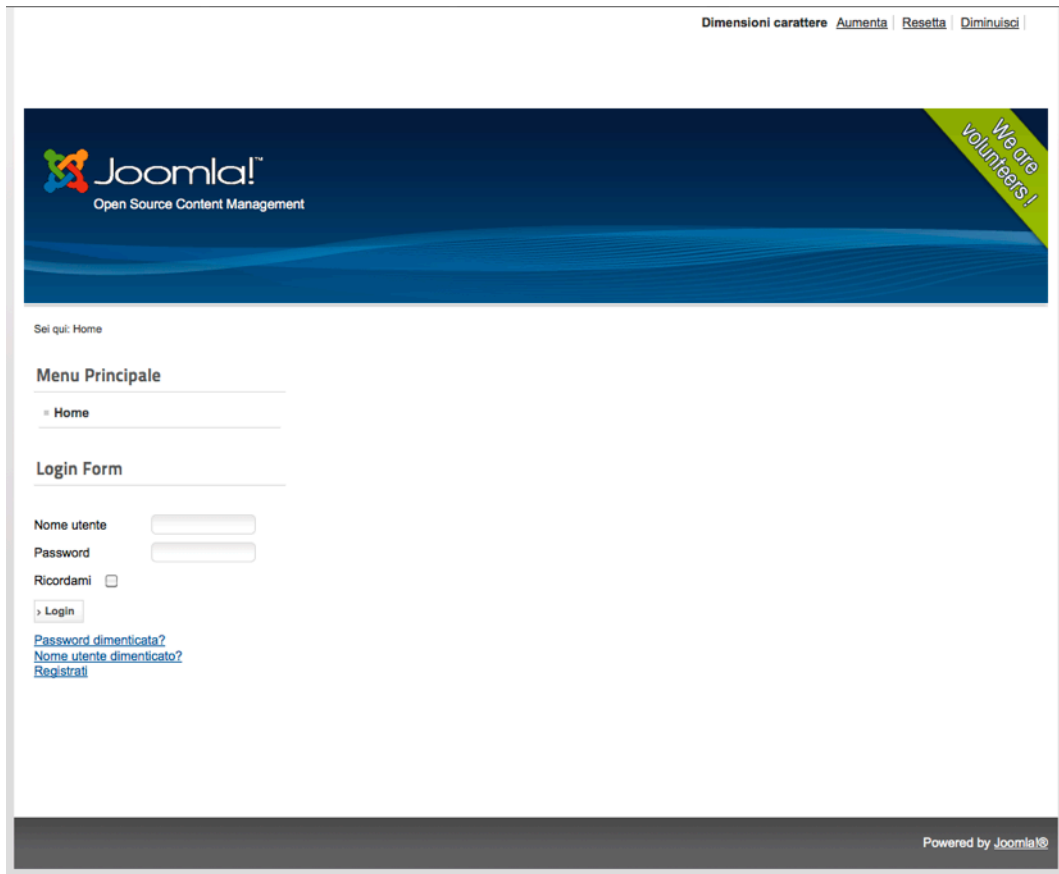 Dimensioni carattere Aumenta Resetta Diminuisci
Joomla!™
Open Source Content Management
We are
volunteers!
Sei qui: Home
Menu Principale
Home
Login Form
Nome utente
Password
Ricordami
› Login
Password dimenticata?
Nome utente dimenticato?
Registrati
Powered by Joomla!®